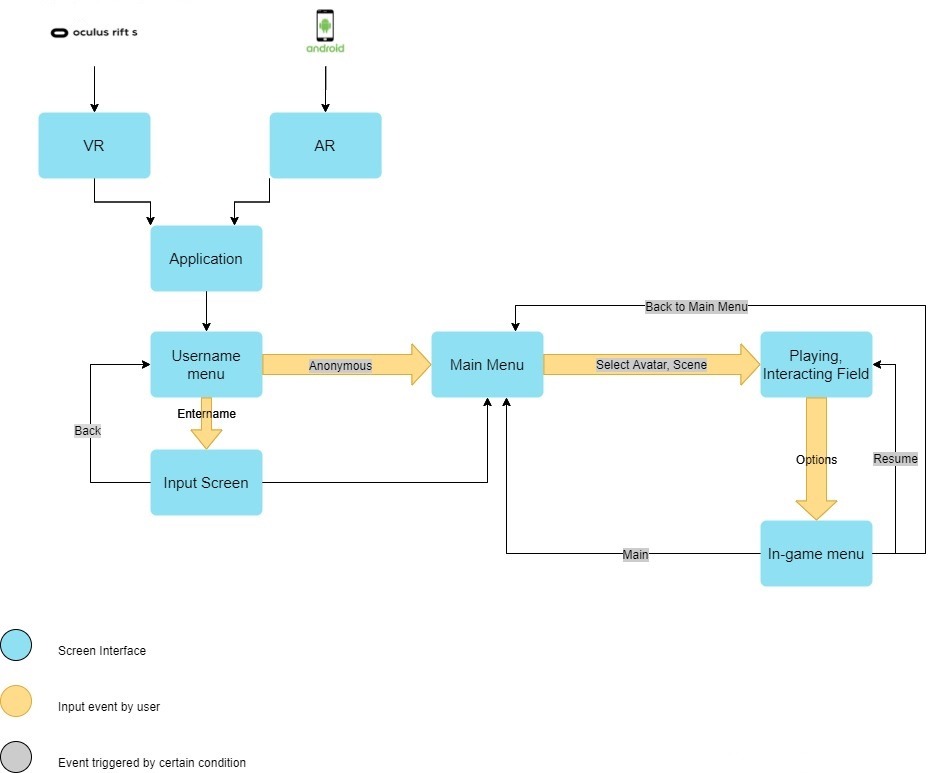 oculus rift s
android
VR
AR
Application
Back to Main Menu
Username
menu
Anonymous
Main Menu
Select Avatar, Scene
Playing,
Interacting Field
Entername
Back
Input Screen
Options
Resume
Main
In-game menu
Screen Interface
Input event by user
Event triggered by certain condition